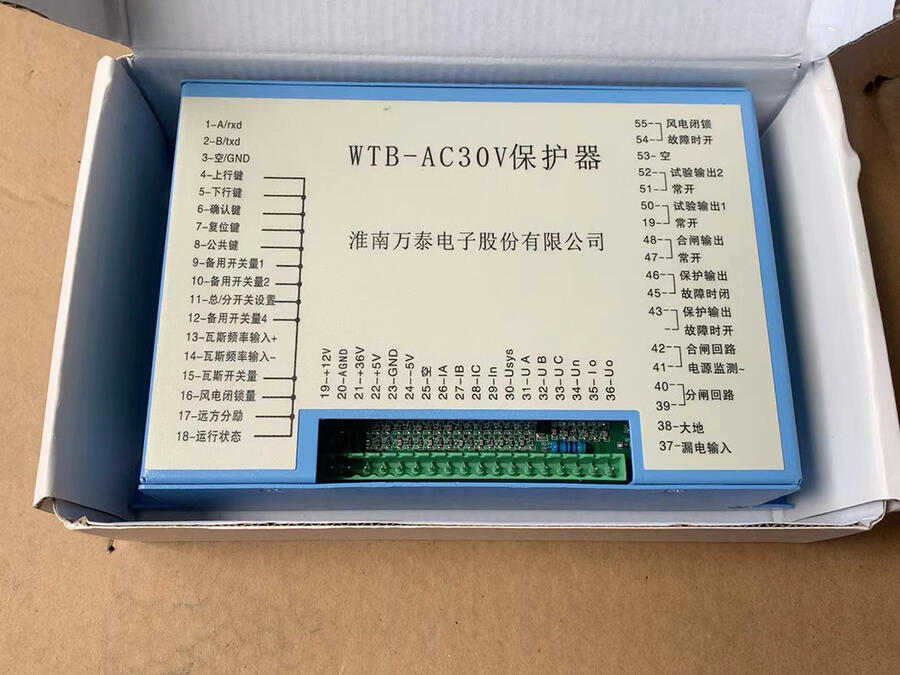 1-A/rxd
2-B/txd
3-空/GND
4-上行键
5-下行键
6-确认键
7-复位键
8-公共键
9-备用开关量1
10-备用开关量2
11-总/分开关设置
12-备用开关量4
13-瓦斯频率输入+
14-瓦斯频率输入-
15-瓦斯开关量
16-风电闭锁量
17-远方分励
18-运行状态
WTB-AC30V保护器
淮南万泰电子股份有限公司
19-+12V
20-AGND
21-+36V
22-+5V
23-GND
24--5V
25-空
26-IA
27-IB
28-IC
29-In
30-Usys
31-U A
32-U B
33-U C
34-Un
35-I o
36-Uo
55-风电闭锁
54-故障时开
53-空
52-试验输出2
51-常开
50-试验输出1
19-常开
48-合闸输出
47-常开
46-保护输出
45-故障时闭
43-保护输出
-故障时开
42-合闸回路
41-电源监测~
40-
分闸回路
39-
38-大地
37-漏电输入